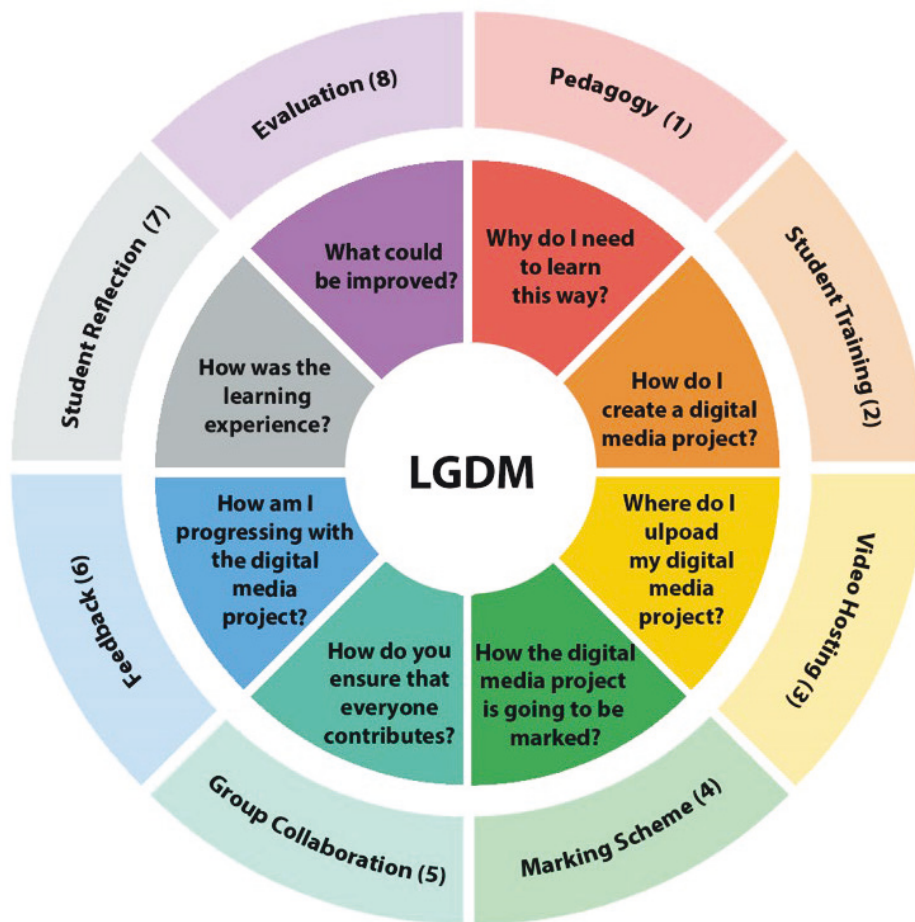 Pedagogy (1)
Why do I need
to learn
this way?
Student Training (2)
How do I
create a digital
media project?
Video Hosting (3)
Where do I
ulpoad
my digital
media
project?
Marking Scheme (4)
How the digital
media project
is going to be
marked?
Group Collaboration (5)
How do you
ensure that
everyone
contributes?
Feedback (6)
How am I
progressing with
the digital
media
project?
Student Reflection (7)
How was the
learning
experience?
Evaluation (8)
What could
be improved?
LGDM